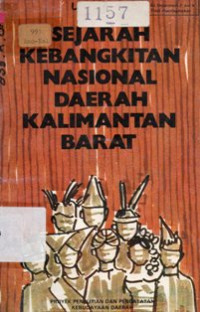 1157
SEJARAH
KEBANGKITAN
NASIONAL
DAERAH
KALIMANTAN
BARAT
PROYEK PENELITIAN DAN PENCATATAN
KEBUDAYAAN DAERAH